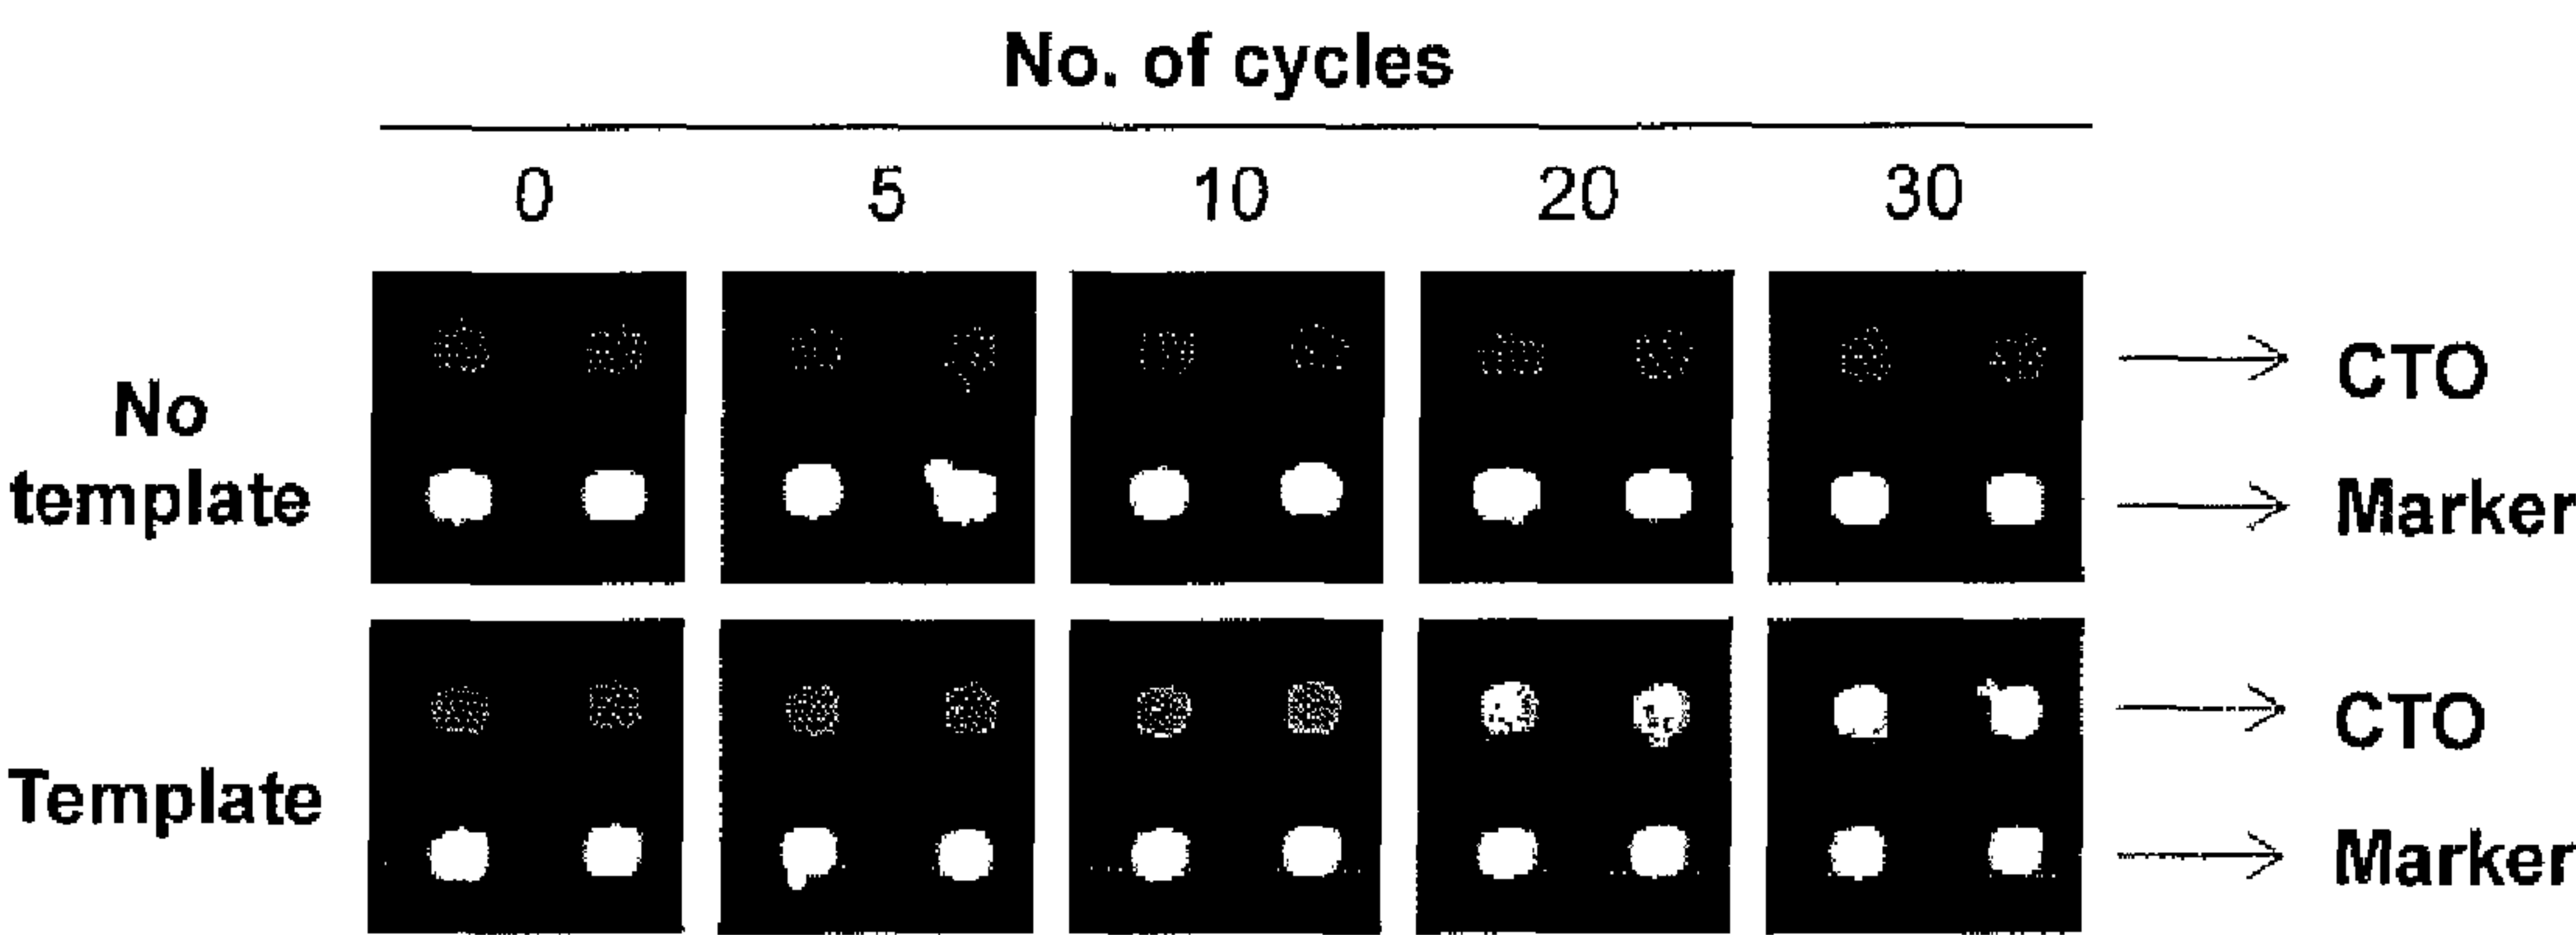 No. of cycles
0 5 10 20 30
No
template
CTO
Marker
Template
CTO
Marker